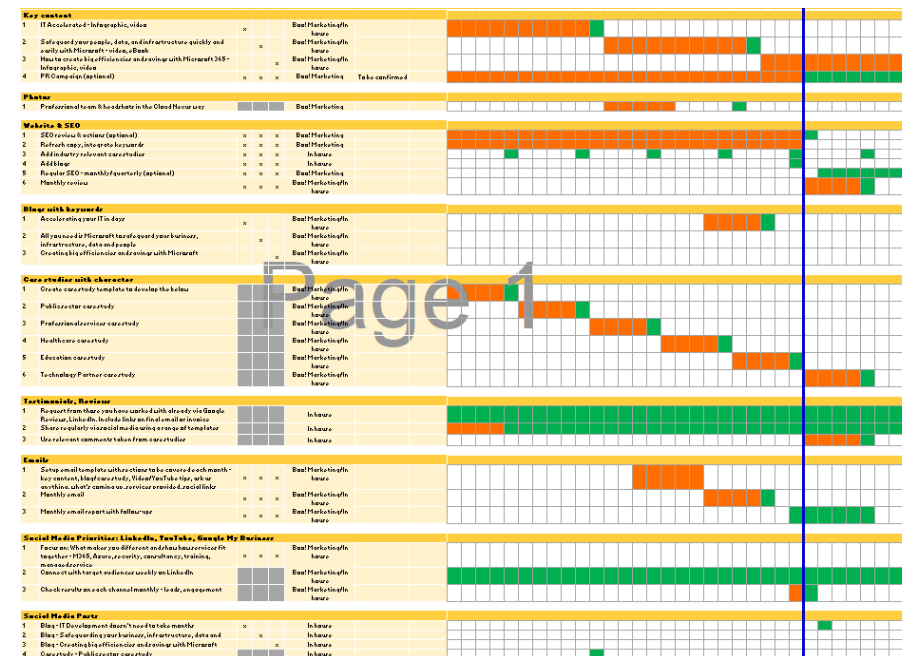 Key content
1 IT Accelerated - Infographic, video x Baa! Marketing/In
house
2 Safeguard your people, data, and infrastructure quickly and x Baa! Marketing/In
easily with Microsoft - video, eBook house
3 How to create big efficiencies and savings with Microsoft 365 - x Baa! Marketing/In
Infographic, video house
4 PR Campaign (optional) x x x Baa! Marketing To be confirmed
Photos
1 Professional team & headshots in the Cloud Nexus way Baa! Marketing
Website & SEO
1 SEO review & actions (optional) x x x Baa! Marketing
2 Refresh copy, integrate keywords x x x Baa! Marketing
3 Add industry relevant case studies x x x In house
4 Add blogs x x x In house
5 Regular SEO - monthly/quarterly (optional) x x x Baa! Marketing
6 Monthly review x x x Baa! Marketing/In
house
Blogs with keywords
1 Accelerating your IT in days x Baa! Marketing/In
house
2 All you need is Microsoft to safeguard your business, x Baa! Marketing/In
infrastructure, data and people house
3 Creating big efficiencies and savings with Microsoft x Baa! Marketing/In
house
Page 1
Case studies with character
1 Create case study template to develop the below Baa! Marketing/In
house
2 Public sector case study Baa! Marketing/In
house
3 Professional services case study Baa! Marketing/In
house
4 Healthcare case study Baa! Marketing/In
house
5 Education case study Baa! Marketing/In
house
6 Technology Partner case study Baa! Marketing/In
house
Testimonials, Reviews
1 Request from those you have worked with already via Google In house
Reviews, LinkedIn. Include link on final email or invoice
2 Share regularly via social media using a range of templates In house
3 Use relevant comments taken from case studies In house
Emails
1 Set up email template with sections to be covered each month - x x x Baa! Marketing/In
key content, blog/case study, Video/YouTube tips, ask us house
anything, what's coming up, services provided, social links
2 Monthly email x x x Baa! Marketing/In
house
3 Monthly email report with follow-ups x x x Baa! Marketing/In
house
Social Media Priorities: LinkedIn, YouTube, Google My Business
1 Focus on: What makes you different and show how services fit x x x Baa! Marketing/In
together - M365, Azure, security, consultancy, training, house
managed service
2 Connect with target audiences weekly on LinkedIn Baa! Marketing/In
house
3 Check results on each channel monthly - leads, engagement Baa! Marketing/In
house
Social Media Posts
1 Blog - IT Development doesn't need to take months x In house
2 Blog - Safeguarding your business, infrastructure, data and x In house
3 Blog - Creating big efficiencies and savings with Microsoft x In house
4 Case study - Public sector case study In house